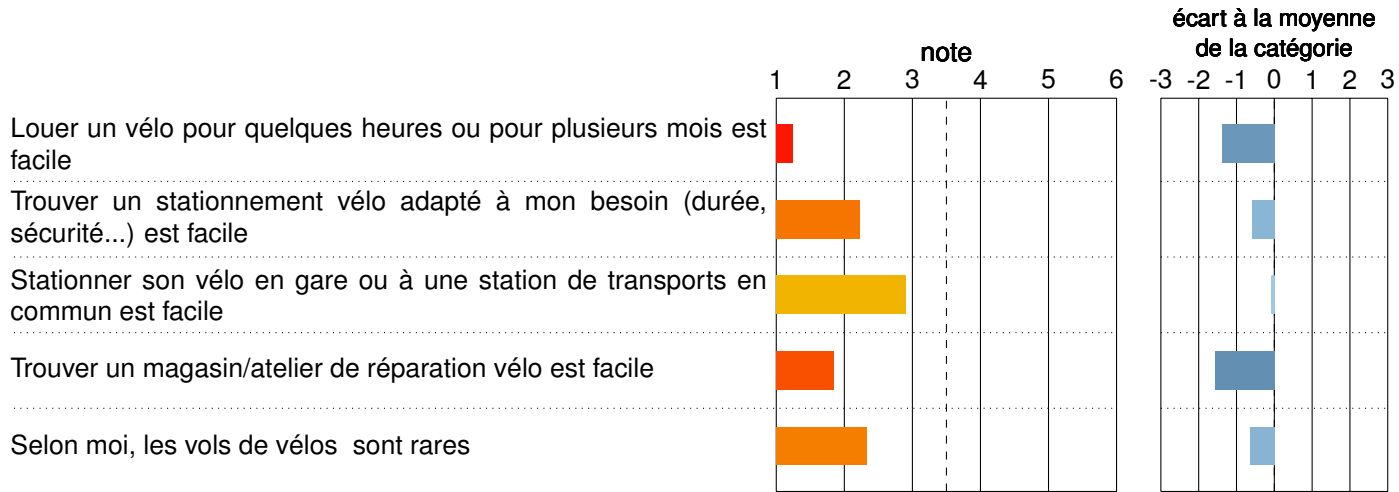 écart à la moyenne
note de la catégorie
1 2 3 4 5 6 -3 -2 -1 0 1 2 3
Louer un vélo pour quelques heures ou pour plusieurs mois est
facile
Trouver un stationnement vélo adapté à mon besoin (durée,
sécurité...) est facile
Stationner son vélo en gare ou à une station de transports en
commun est facile
Trouver un magasin/atelier de réparation vélo est facile
Selon moi, les vols de vélos sont rares